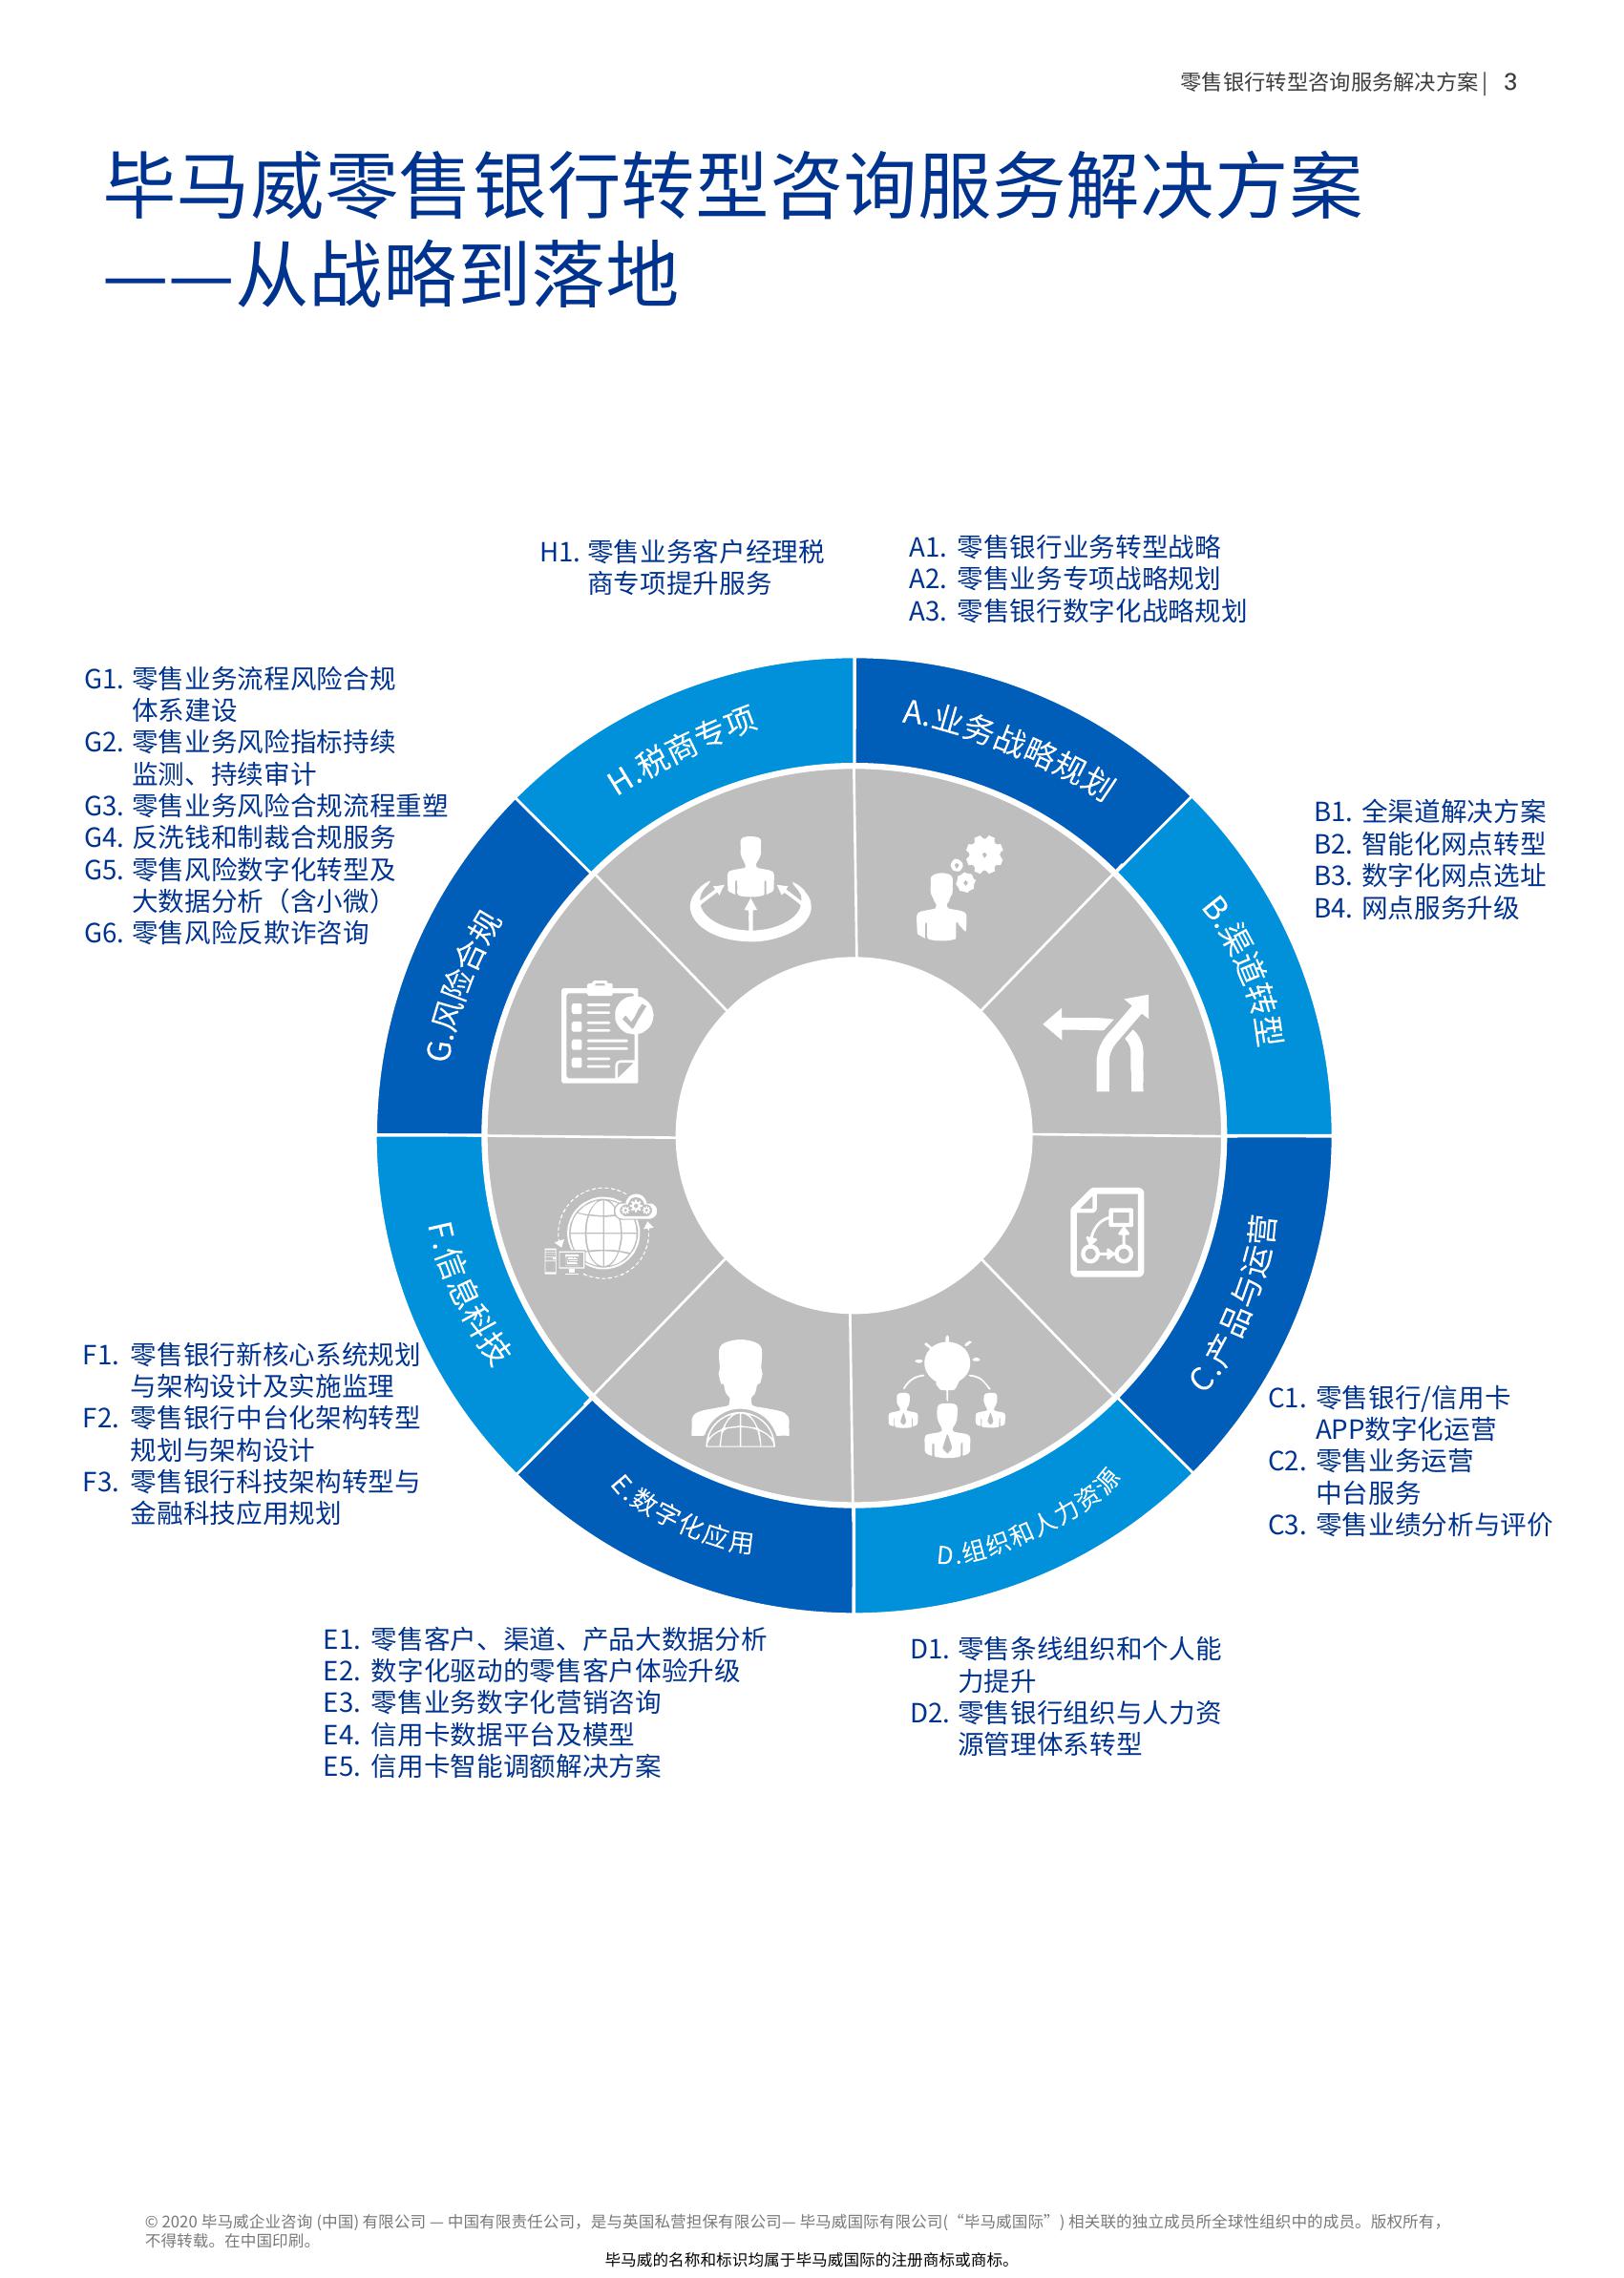 零售银行转型咨询服务解决方案| 3
毕马威零售银行转型咨询服务解决方案
——从战略到落地
H1. 零售业务客户经理税
商专项提升服务
A1. 零售银行业务转型战略
A2. 零售业务专项战略规划
A3. 零售银行数字化战略规划
G1. 零售业务流程风险合规
体系建设
G2. 零售业务风险指标持续
监测、持续审计
G3. 零售业务风险合规流程重塑
G4. 反洗钱和制裁合规服务
G5. 零售风险数字化转型及
大数据分析（含小微）
G6. 零售风险反欺诈咨询
B1. 全渠道解决方案
B2. 智能化网点转型
B3. 数字化网点选址
B4. 网点服务升级
H.税商专项
A.业务战略规划
G.风险合规
B.渠道转型
F.信息科技
C.产品与运营
E.数字化应用
D.组织和人力资源
F1. 零售银行新核心系统规划
与架构设计及实施监理
F2. 零售银行中台化架构转型
规划与架构设计
F3. 零售银行科技架构转型与
金融科技应用规划
C1. 零售银行/信用卡
APP数字化运营
C2. 零售业务运营
中台服务
C3. 零售业绩分析与评价
E1. 零售客户、渠道、产品大数据分析
E2. 数字化驱动的零售客户体验升级
E3. 零售业务数字化营销咨询
E4. 信用卡数据平台及模型
E5. 信用卡智能调额解决方案
D1. 零售条线组织和个人能
力提升
D2. 零售银行组织与人力资
源管理体系转型
© 2020 毕马威企业咨询 (中国) 有限公司 — 中国有限责任公司，是与英国私营担保有限公司— 毕马威国际有限公司(“毕马威国际”) 相关联的独立成员所全球性组织中的成员。版权所有，
不得转载。在中国印刷。
毕马威的名称和标识均属于毕马威国际的注册商标或商标。